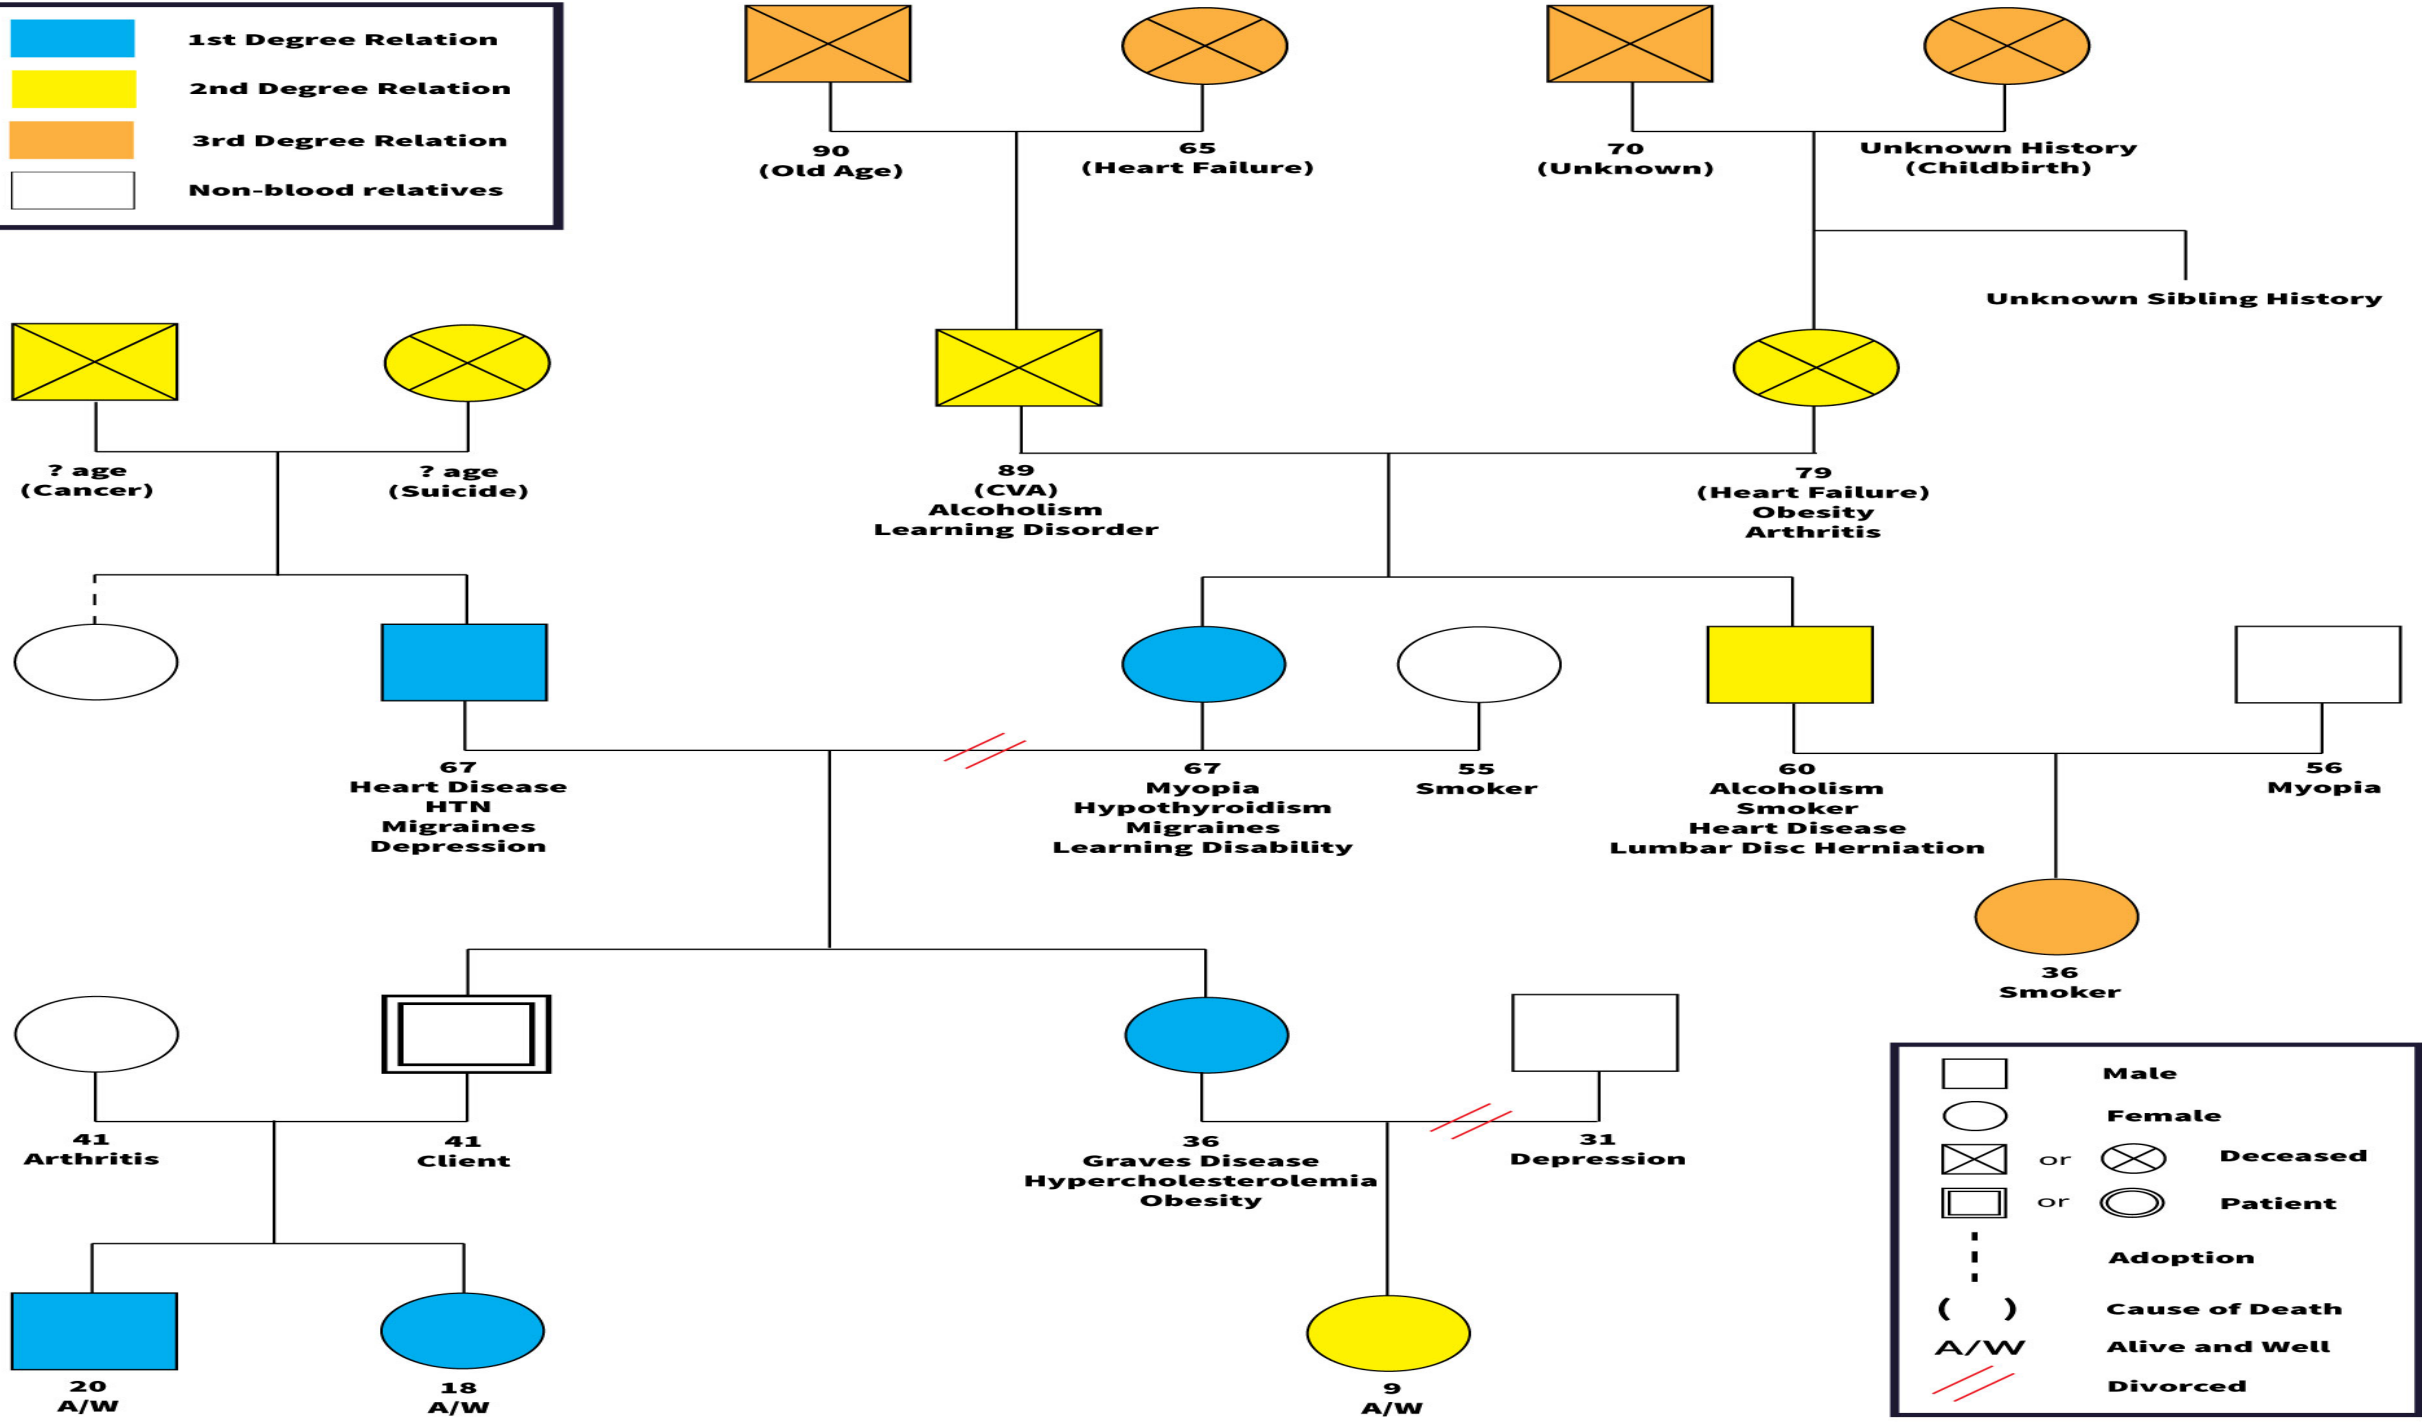 1st Degree Relation
2nd Degree Relation
3rd Degree Relation
Non-blood relatives
90
(Old Age)
65
(Heart Failure)
70
(Unknown)
Unknown History
(Childbirth)
Unknown Sibling History
? age
(Cancer)
? age
(Suicide)
89
(CVA)
Alcoholism
Learning Disorder
79
(Heart Failure)
Obesity
Arthritis
67
Heart Disease
HTN
Migraines
Depression
67
Myopia
Hypothyroidism
Migraines
Learning Disability
55
Smoker
60
Alcoholism
Smoker
Heart Disease
Lumbar Disc Herniation
56
Myopia
36
Smoker
41
Arthritis
41
Client
36
Graves Disease
Hypercholesterolemia
Obesity
31
Depression
20
A/W
18
A/W
9
A/W
Male
Female
or Deceased
or Patient
Adoption
( ) Cause of Death
A/W Alive and Well
Divorced